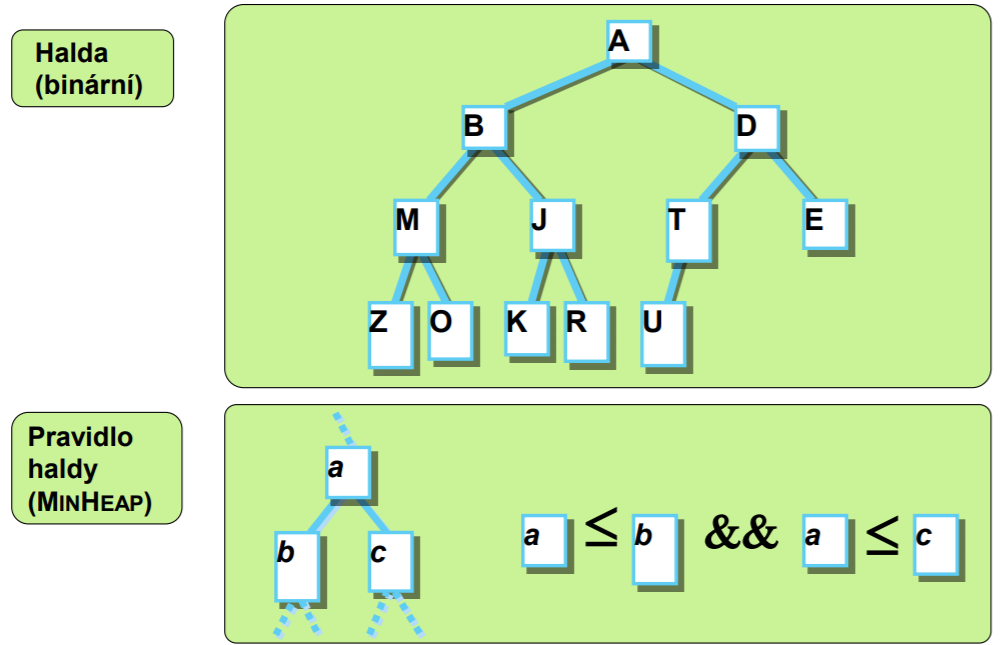 Halda
(binární)
A
B D
M J T E
Z O K R U
Pravidlo
haldy
(MINHEAP)
a
b c
a ≤ b && a ≤ c